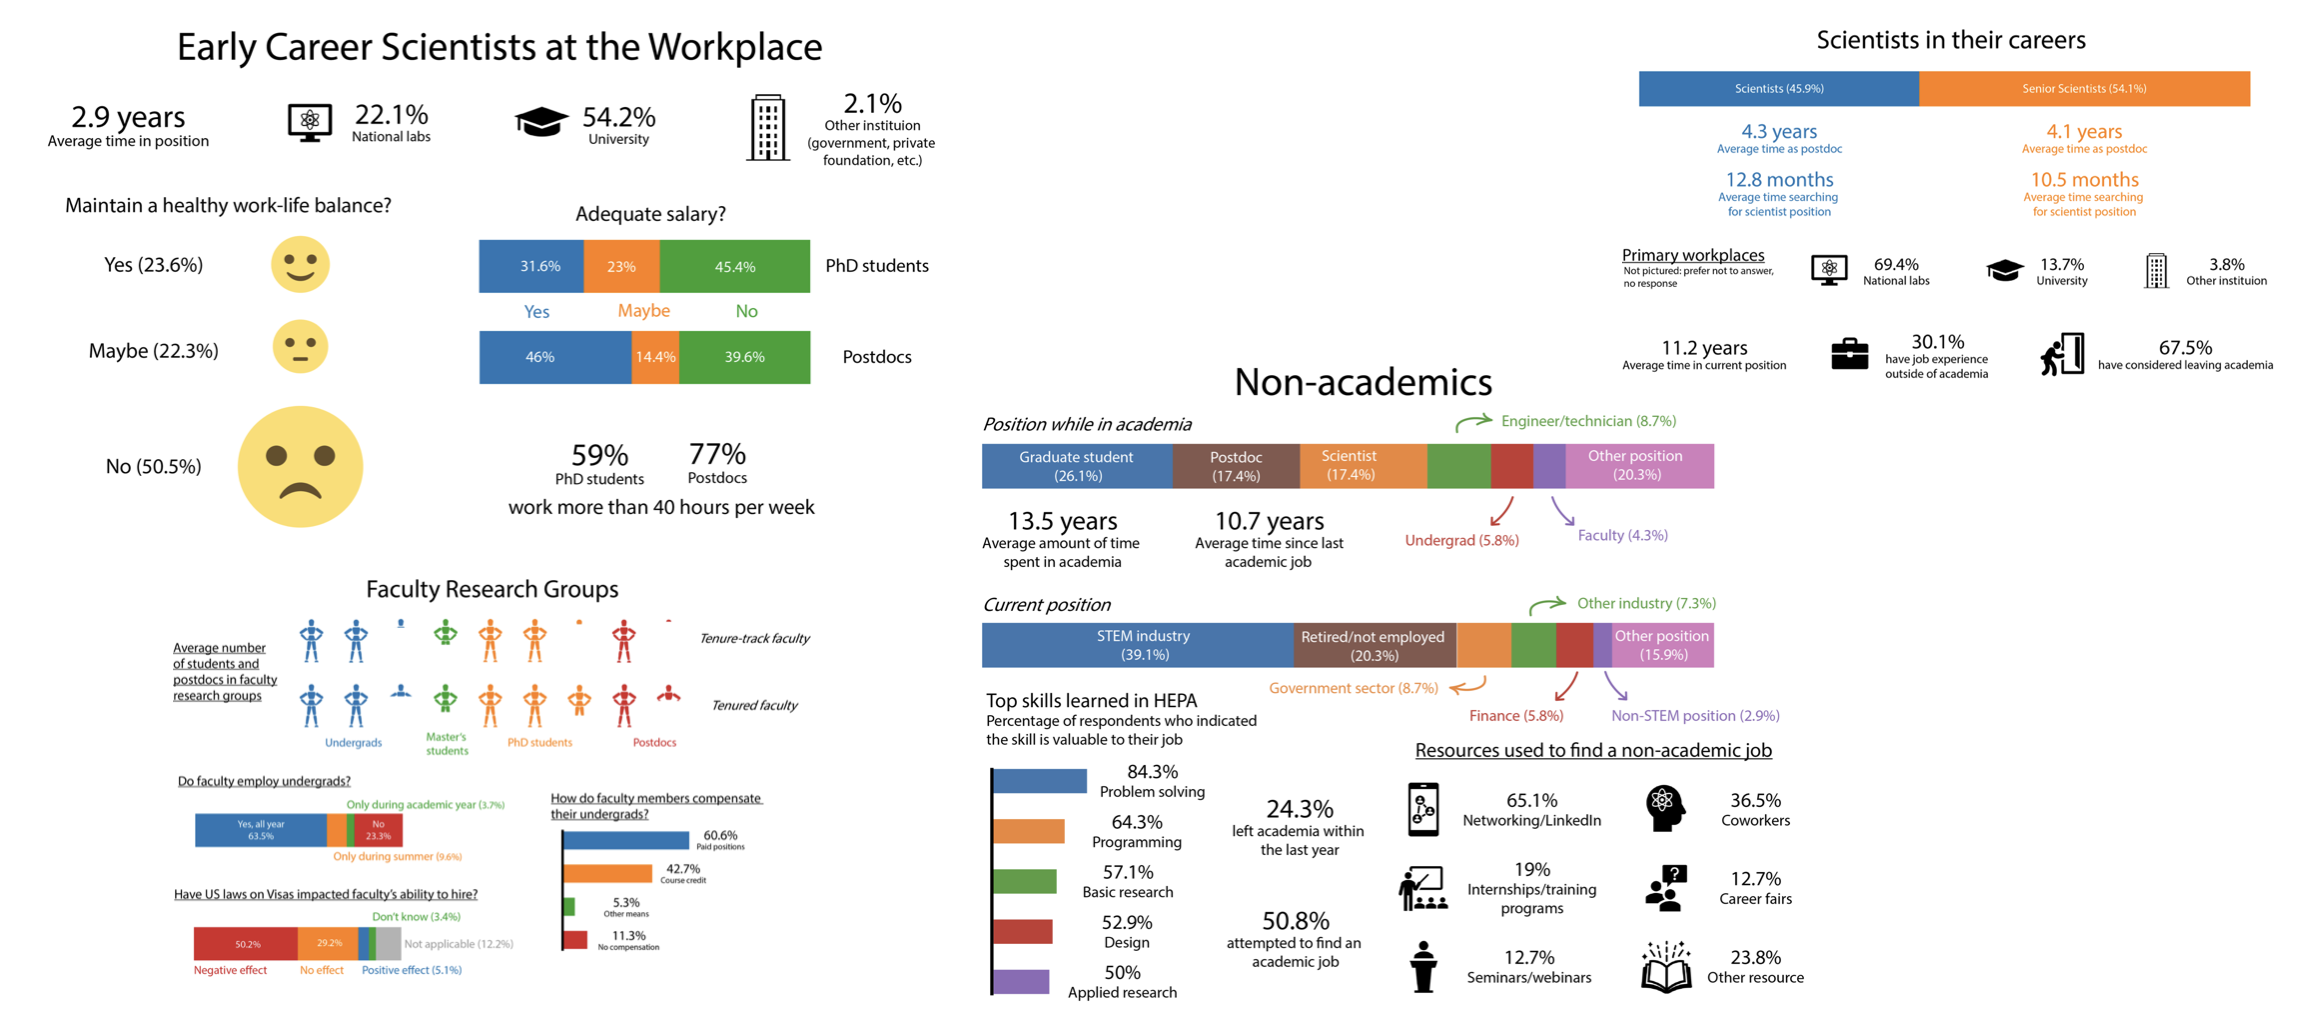 Early Career Scientists at the Workplace
2.9 years
Average time in position
22.1%
National labs
54.2%
University
2.1%
Other instituion
(government, private
foundation, etc.)
Maintain a healthy work-life balance?
Yes (23.6%)
Maybe (22.3%)
No (50.5%)
Adequate salary?
31.6%
23%
45.4%
PhD students
Yes
Maybe
No
46%
14.4%
39.6%
Postdocs
59%
PhD students
77%
Postdocs
work more than 40 hours per week
Faculty Research Groups
Average number
of students and
postdocs in faculty
research groups
Tenure-track faculty
Tenured faculty
Undergrads
Master's
students
PhD students
Postdocs
Do faculty employ undergrads?
Only during academic year (3.7%)
Yes, all year
63.5%
No
23.3%
Only during summer (9.6%)
Have US laws on Visas impacted faculty's ability to hire?
Don't know (3.4%)
50.2%
29.2%
Not applicable (12.2%)
Negative effect
No effect
Positive effect (5.1%)
How do faculty members compensate
their undergrads?
60.6%
Paid positions
42.7%
Course credit
5.3%
Other means
11.3%
No compensation
Scientists in their careers
Scientists (45.9%)
Senior Scientists (54.1%)
4.3 years
Average time as postdoc
4.1 years
Average time as postdoc
12.8 months
Average time searching
for scientist position
10.5 months
Average time searching
for scientist position
Primary workplaces
Not pictured: prefer not to answer,
no response
69.4%
National labs
13.7%
University
3.8%
Other instituion
11.2 years
Average time in current position
30.1%
have job experience
outside of academia
67.5%
have considered leaving academia
Non-academics
Position while in academia
Engineer/technician (8.7%)
Graduate student
(26.1%)
Postdoc
(17.4%)
Scientist
(17.4%)
Other position
(20.3%)
Undergrad (5.8%)
Faculty (4.3%)
13.5 years
Average amount of time
spent in academia
10.7 years
Average time since last
academic job
Current position
Other industry (7.3%)
STEM industry
(39.1%)
Retired/not employed
(20.3%)
Other position
(15.9%)
Government sector (8.7%)
Finance (5.8%)
Non-STEM position (2.9%)
Top skills learned in HEPA
Percentage of respondents who indicated
the skill is valuable to their job
84.3%
Problem solving
64.3%
Programming
57.1%
Basic research
52.9%
Design
50%
Applied research
24.3%
left academia within
the last year
50.8%
attempted to find an
academic job
Resources used to find a non-academic job
65.1%
Networking/LinkedIn
36.5%
Coworkers
19%
Internships/training
programs
12.7%
Career fairs
12.7%
Seminars/webinars
23.8%
Other resource